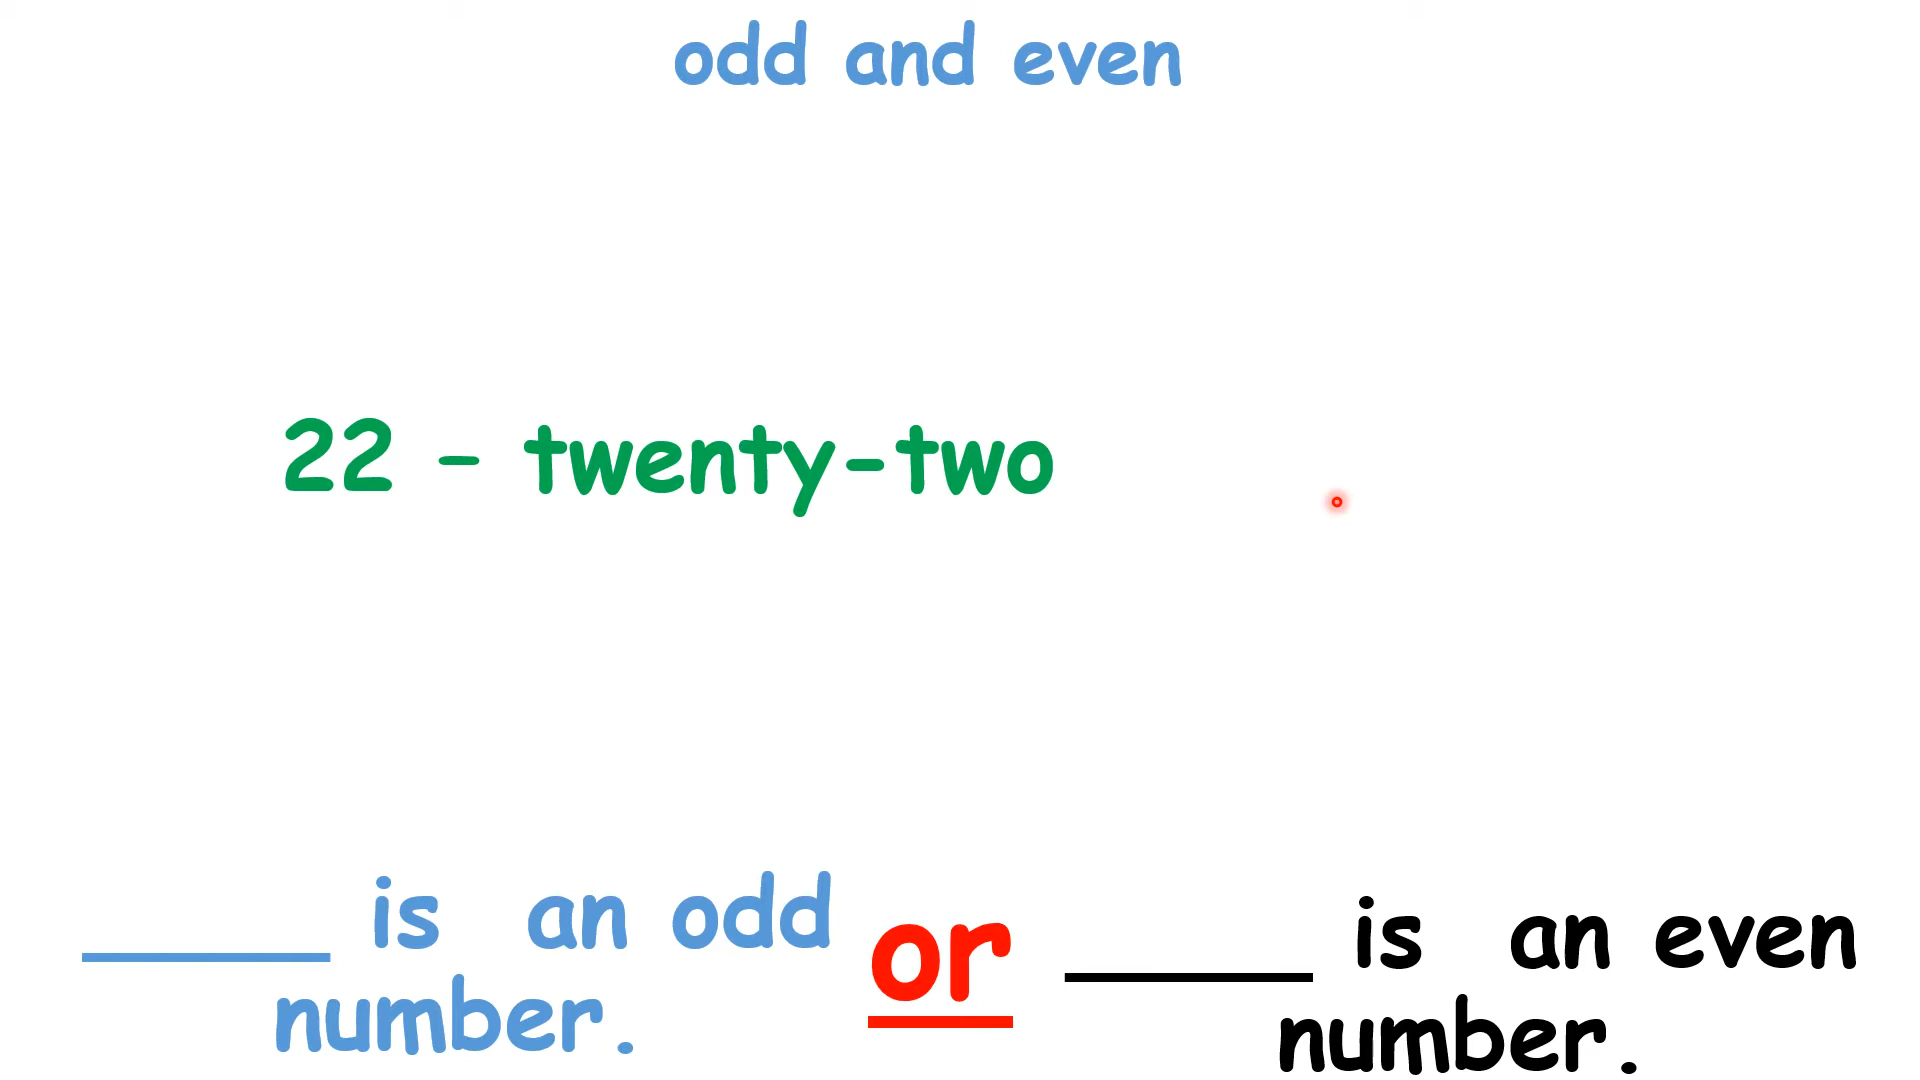 odd and even
22 – twenty-two
_____ is an odd
number.
or
_____ is an even
number.